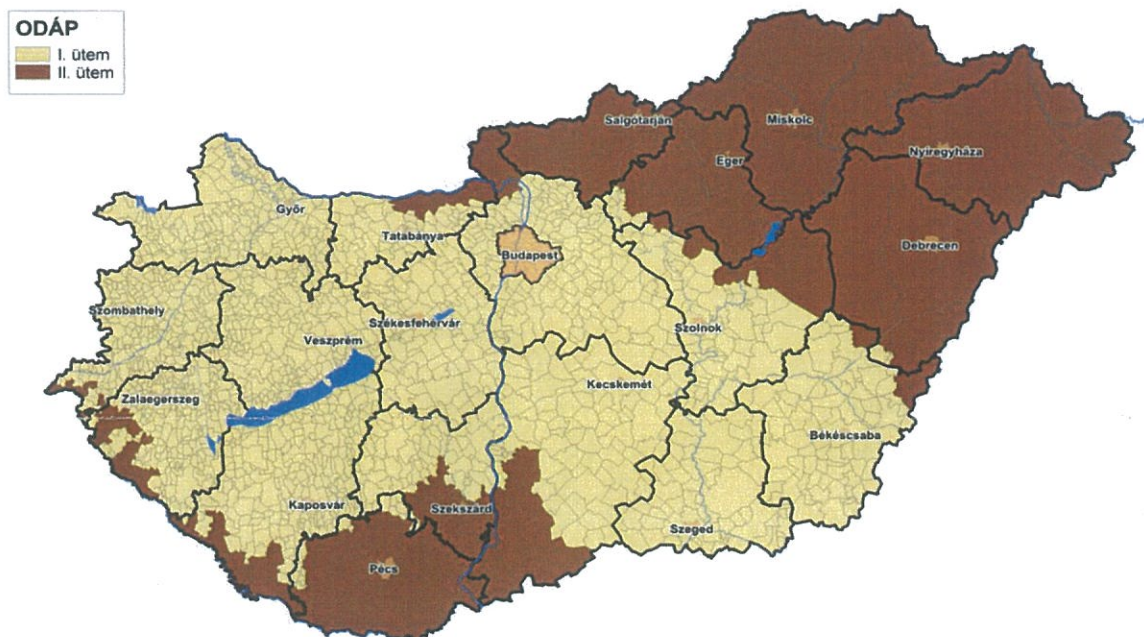 ODÁP
I. ütem
II. ütem
Salgótarján
Miskolc
Eger
Nyíregyháza
Győr
Tatabánya
Budapest
Debrecen
Szombathely
Székesfehérvár
Veszprém
Szolnok
Zalaegerszeg
Kecskemét
Békéscsaba
Kaposvár
Szekszárd
Szeged
Pécs